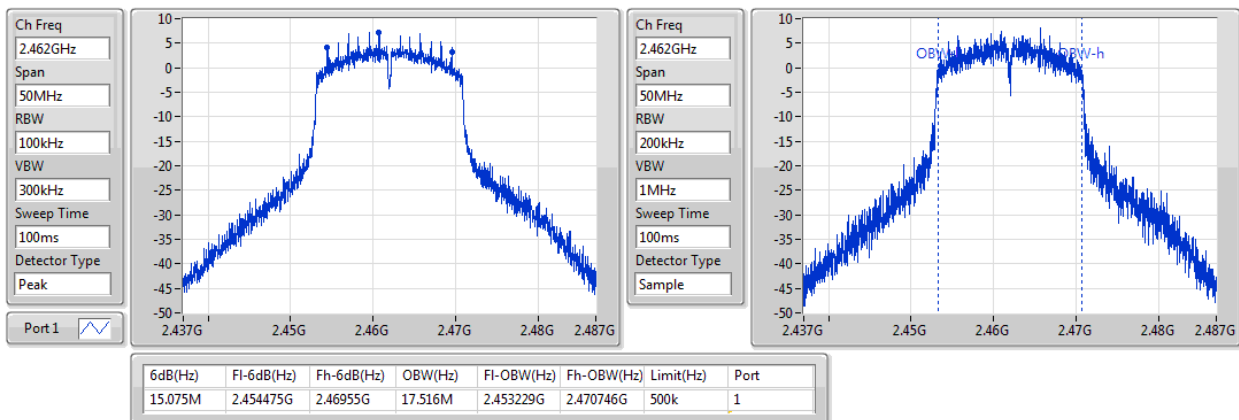 Ch Freq
2.462GHz
Span
50MHz
RBW
100kHz
VBW
300kHz
Sweep Time
100ms
Detector Type
Peak
Port 1
10
5
0
-5
-10
-15
-20
-25
-30
-35
-40
-45
-50
2.437G 2.45G 2.46G 2.47G 2.48G 2.487G
Ch Freq
2.462GHz
Span
50MHz
RBW
200kHz
VBW
1MHz
Sweep Time
100ms
Detector Type
Sample
10
5
0
-5
-10
-15
-20
-25
-30
-35
-40
-45
-50
OBW-h
2.437G 2.45G 2.46G 2.47G 2.48G 2.487G
6dB(Hz) Fl-6dB(Hz) Fh-6dB(Hz) OBW(Hz) Fl-OBW(Hz) Fh-OBW(Hz) Limit(Hz) Port
15.075M 2.454475G 2.46955G 17.516M 2.453229G 2.470746G 500k 1